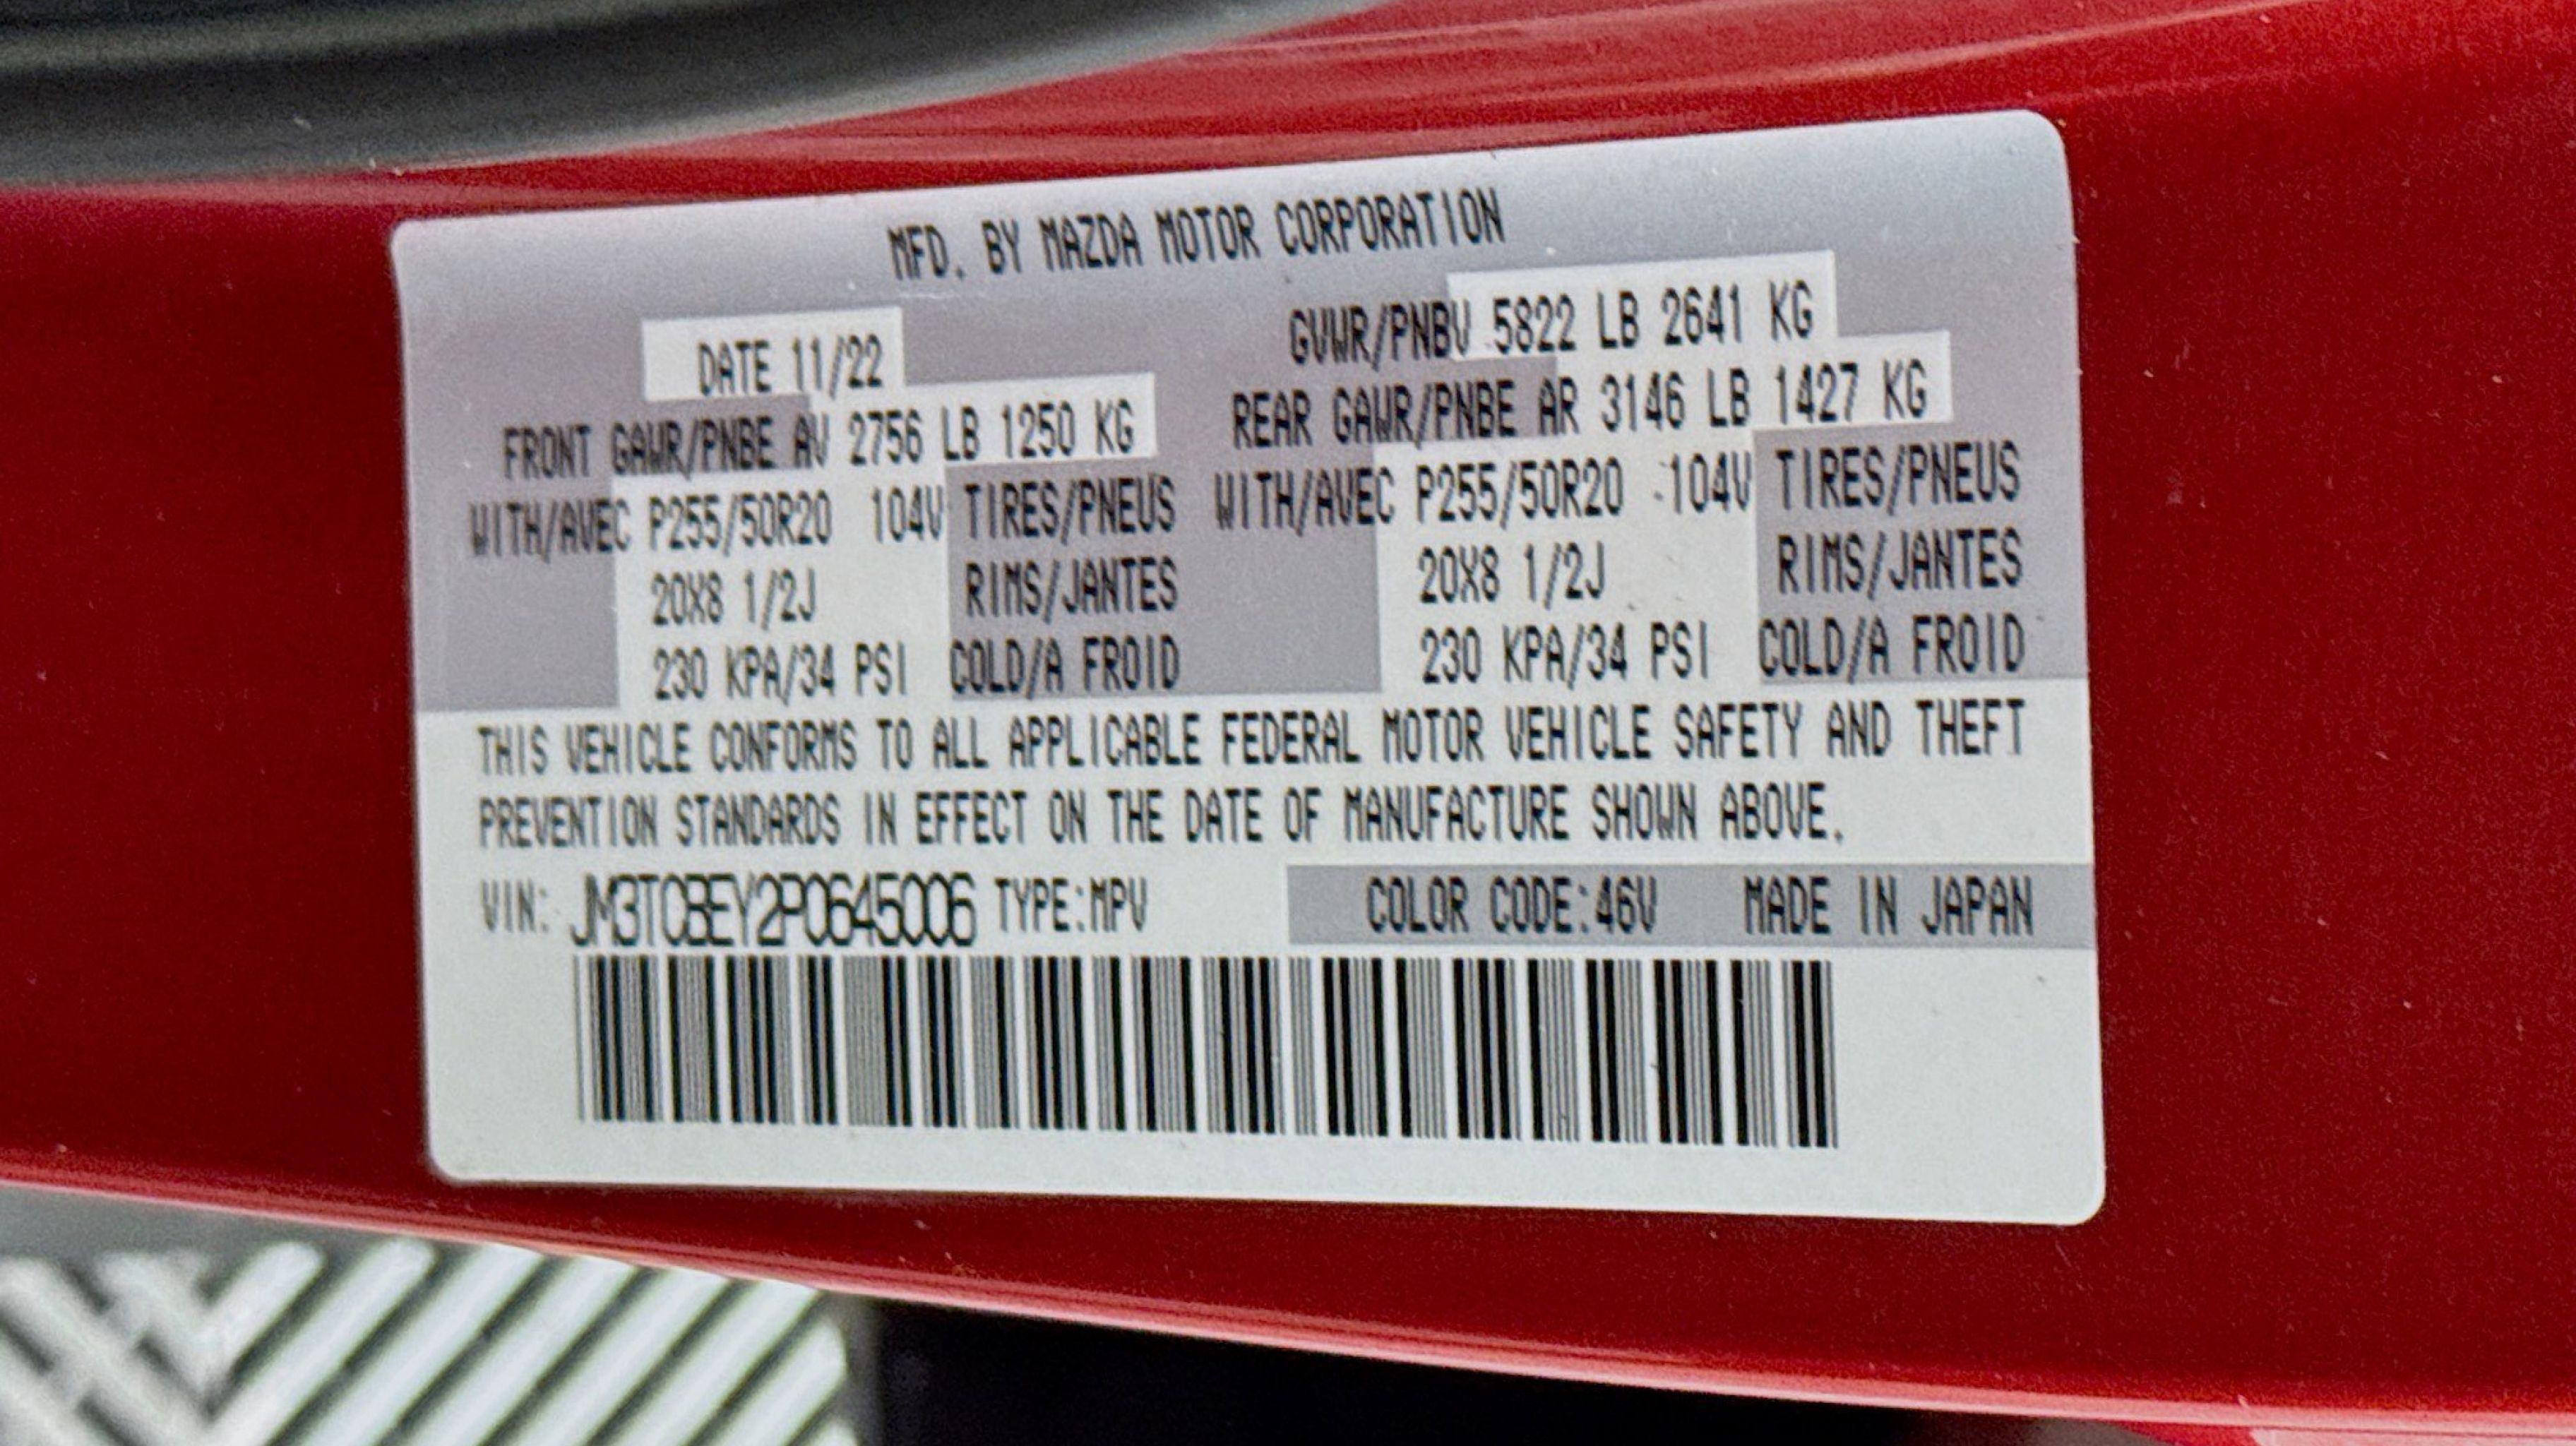 MFD. BY MAZDA MOTOR CORPORATION
DATE 11/22 GVWR/PNBV 5822 LB 2641 KG
FRONT GAWR/PNBE AV 2756 LB 1250 KG REAR GAWR/PNBE AR 3146 LB 1427 KG
WITH/AVEC P255/50R20 104V TIRES/PNEUS WITH/AVEC P255/50R20 104V TIRES/PNEUS
20X8 1/2J RIMS/JANTES 20X8 1/2J RIMS/JANTES
230 KPA/34 PSI COLD/A FROID 230 KPA/34 PSI COLD/A FROID
THIS VEHICLE CONFORMS TO ALL APPLICABLE FEDERAL MOTOR VEHICLE SAFETY AND THEFT
PREVENTION STANDARDS IN EFFECT ON THE DATE OF MANUFACTURE SHOWN ABOVE.
VIN: JM3TCBEY2P0645006 TYPE:MPV COLOR CODE:46V MADE IN JAPAN